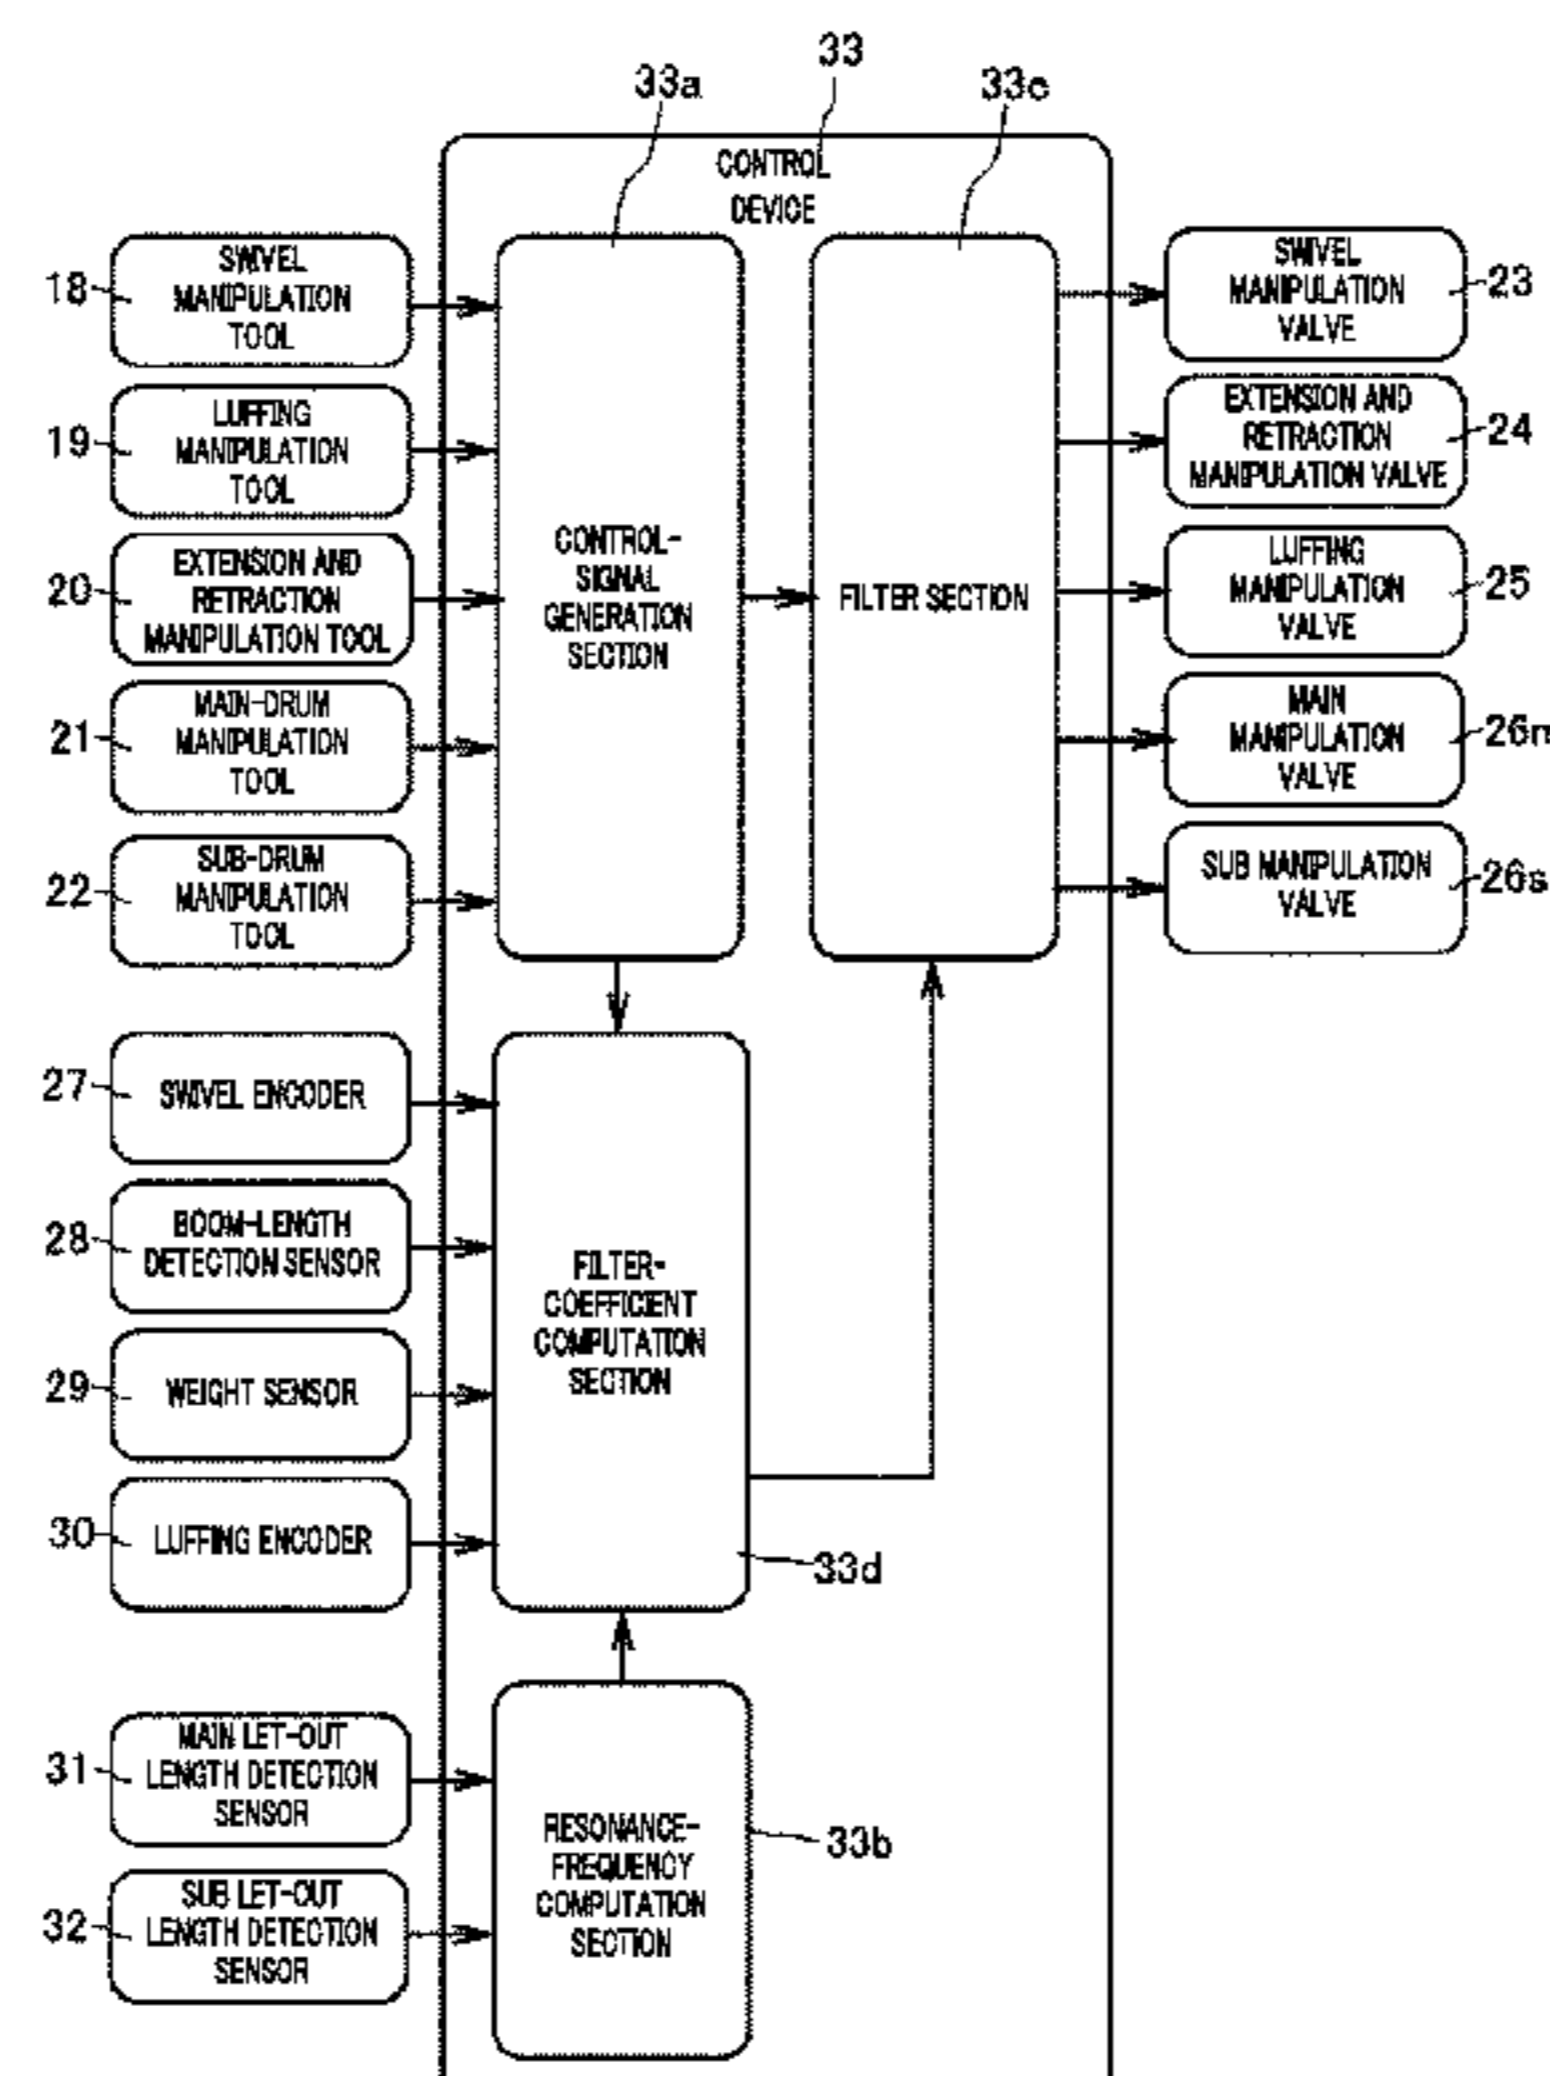 33
33a
33c
CONTROL
DEVICE
18
SWIVEL
MANIPULATION
TOOL
19
LUFFING
MANIPULATION
TOOL
20
EXTENSION AND
RETRACTION
MANIPULATION TOOL
21
MAIN-DRUM
MANIPULATION
TOOL
22
SUB-DRUM
MANIPULATION
TOOL
CONTROL-
SIGNAL
GENERATION
SECTION
FILTER SECTION
SWIVEL
MANIPULATION
VALVE
23
EXTENSION AND
RETRACTION
MANIPULATION VALVE
24
LUFFING
MANIPULATION
VALVE
25
MAIN
MANIPULATION
VALVE
SUB MANIPULATION
VALVE
26s
27
SWIVEL ENCODER
28
BOOM-LENGTH
DETECTION SENSOR
29
WEIGHT SENSOR
30
LUFFING ENCODER
FILTER-
COEFFICIENT
COMPUTATION
SECTION
33d
31
MAIN LET-OUT
LENGTH DETECTION
SENSOR
32
SUB LET-OUT
LENGTH DETECTION
SENSOR
RESONANCE-
FREQUENCY
COMPUTATION
SECTION
33b